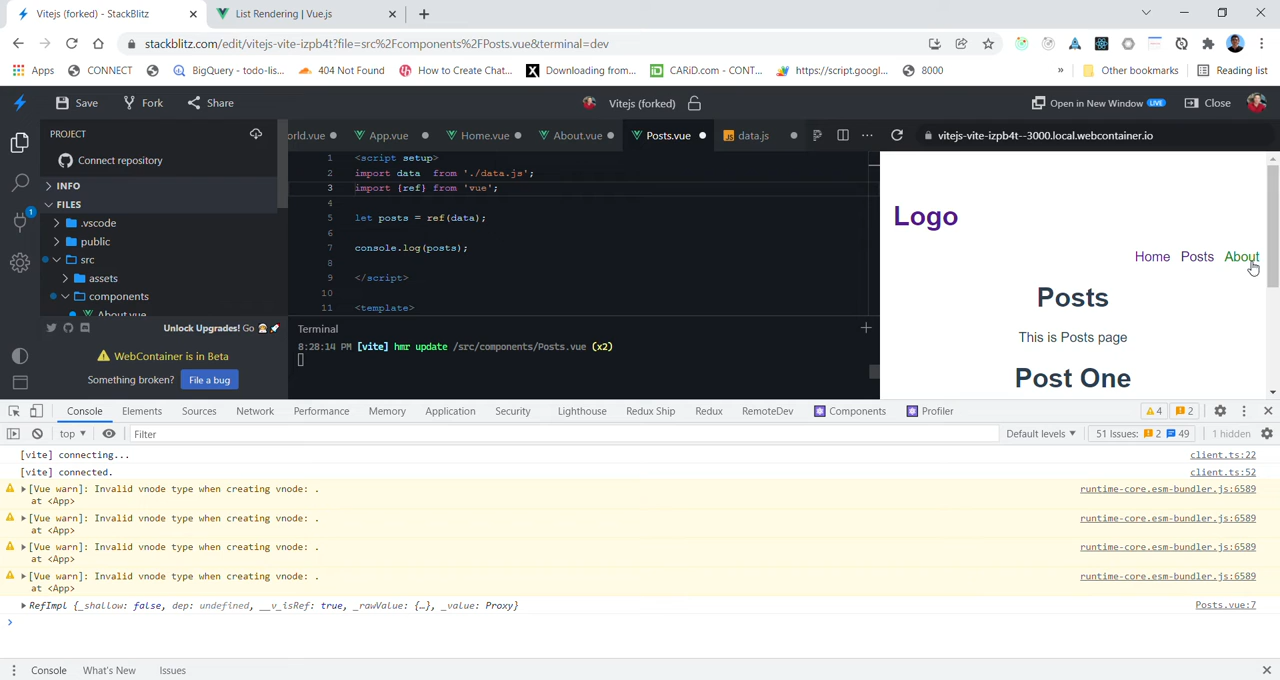 Vitejs (forked) - StackBlitz
List Rendering | Vue.js
stackblitz.com/edit/vitejs-vite-izpb4t?file=src%2Fcomponents%2FPosts.vue&terminal=dev
Apps
CONNECT
BigQuery - todo-lis...
404 Not Found
How to Create Chat...
Downloading from...
CARiD.com - CONT...
https://script.googl...
8000
»
Other bookmarks
Reading list
Save
Fork
Share
Vitejs (forked)
Open in New Window LIVE
Close
PROJECT
orld.vue
App.vue
Home.vue
About.vue
Posts.vue
JS data.js
vitejs-vite-izpb4t--3000.local.webcontainer.io
Connect repository
INFO
FILES
.vscode
public
src
assets
components
About.vue
1
1 <script setup>
2 import data from './data.js';
3 import {ref} from 'vue';
4
5 let posts = ref(data);
6
7 console.log(posts);
8
9 </script>
10
11 <template>
Logo
Home Posts About
Posts
This is Posts page
Post One
Unlock Upgrades! Go
WebContainer is in Beta
Something broken? File a bug
Terminal
8:28:14 PM [vite] hmr update /src/components/Posts.vue (x2)
Console Elements Sources Network Performance Memory Application Security Lighthouse Redux Ship Redux RemoteDev Components Profiler 4 2
top Filter Default levels 51 Issues: 2 49 1 hidden
[vite] connecting... client.ts:22
[vite] connected. client.ts:52
[Vue warn]: Invalid vnode type when creating vnode: . runtime-core.esm-bundler.js:6589
at <App>
[Vue warn]: Invalid vnode type when creating vnode: . runtime-core.esm-bundler.js:6589
at <App>
[Vue warn]: Invalid vnode type when creating vnode: . runtime-core.esm-bundler.js:6589
at <App>
[Vue warn]: Invalid vnode type when creating vnode: . runtime-core.esm-bundler.js:6589
at <App>
RefImpl {_shallow: false, dep: undefined, __v_isRef: true, _rawValue: {…}, _value: Proxy} Posts.vue:7
Console What's New Issues